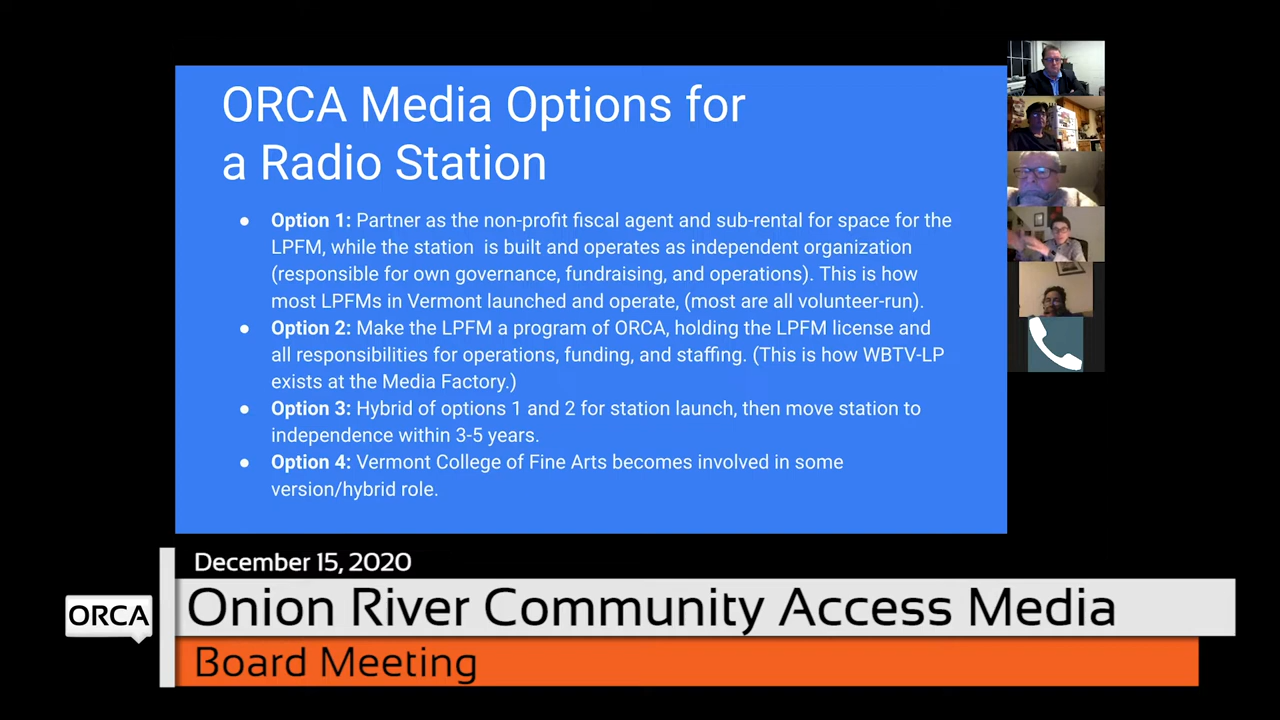 ORCA Media Options for
a Radio Station
● Option 1: Partner as the non-profit fiscal agent and sub-rental for space for the
LPFM, while the station is built and operates as independent organization
(responsible for own governance, fundraising, and operations). This is how
most LPFMs in Vermont launched and operate, (most are all volunteer-run).
● Option 2: Make the LPFM a program of ORCA, holding the LPFM license and
all responsibilities for operations, funding, and staffing. (This is how WBTV-LP
exists at the Media Factory.)
● Option 3: Hybrid of options 1 and 2 for station launch, then move station to
independence within 3-5 years.
● Option 4: Vermont College of Fine Arts becomes involved in some
version/hybrid role.
December 15, 2020
ORCA
Onion River Community Access Media
Board Meeting